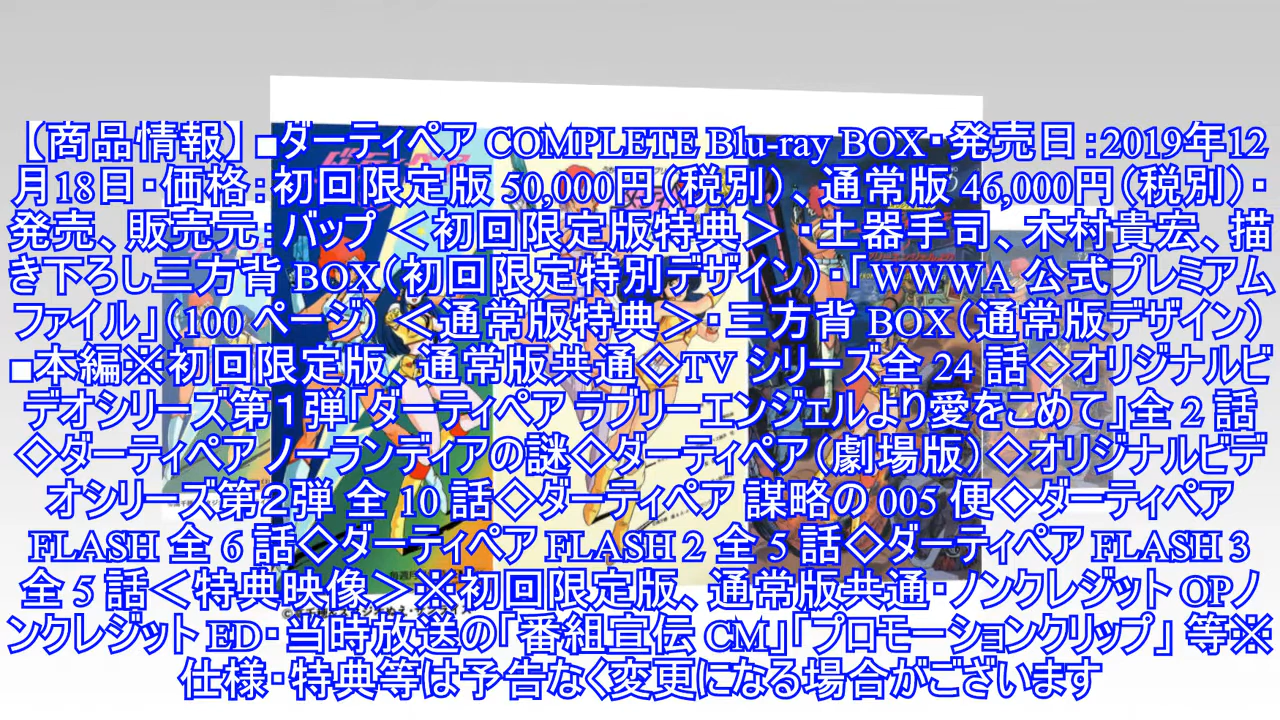 【商品情報】■ダーティペア COMPLETE Blu-ray BOX・発売日：2019年12
月18日・価格：初回限定版 50,000円（税別）、通常版 46,000円（税別）・
発売、販売元：バップ ＜初回限定版特典＞ ・土器手司、木村貴宏、描
き下ろし三方背 BOX（初回限定特別デザイン）・「WWWA 公式プレミアム
ファイル」（100 ページ） ＜通常版特典＞・三方背 BOX （通常版デザイン）
■本編※初回限定版、通常版共通◇TV シリーズ全 24 話◇オリジナルビ
デオシリーズ第１弾「ダーティペア ラブリーエンジェルより愛をこめて」全 2 話
◇ダーティペア ノーランディアの謎◇ダーティペア（劇場版）◇オリジナルビデ
オシリーズ第２弾 全 10 話◇ダーティペア 謀略の 005 便◇ダーティペア
FLASH 全 6 話◇ダーティペア FLASH 2 全 5 話◇ダーティペア FLASH 3
全 5 話＜特典映像＞※初回限定版、通常版共通・ノンクレジット OPノ
ンクレジット ED・当時放送の「番組宣伝 CM」「プロモーションクリップ」 等※
仕様・特典等は予告なく変更になる場合がございます